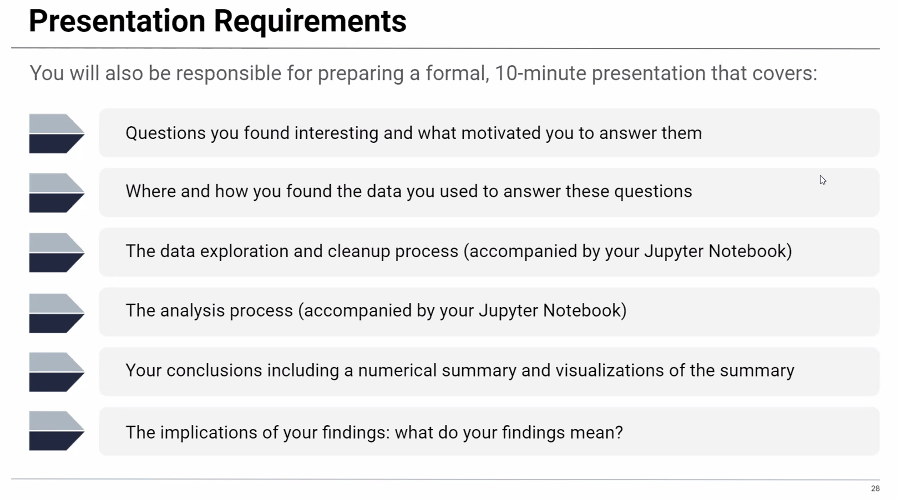 Presentation Requirements
You will also be responsible for preparing a formal, 10-minute presentation that covers:
Questions you found interesting and what motivated you to answer them
Where and how you found the data you used to answer these questions
The data exploration and cleanup process (accompanied by your Jupyter Notebook)
The analysis process (accompanied by your Jupyter Notebook)
Your conclusions including a numerical summary and visualizations of the summary
The implications of your findings: what do your findings mean?
28